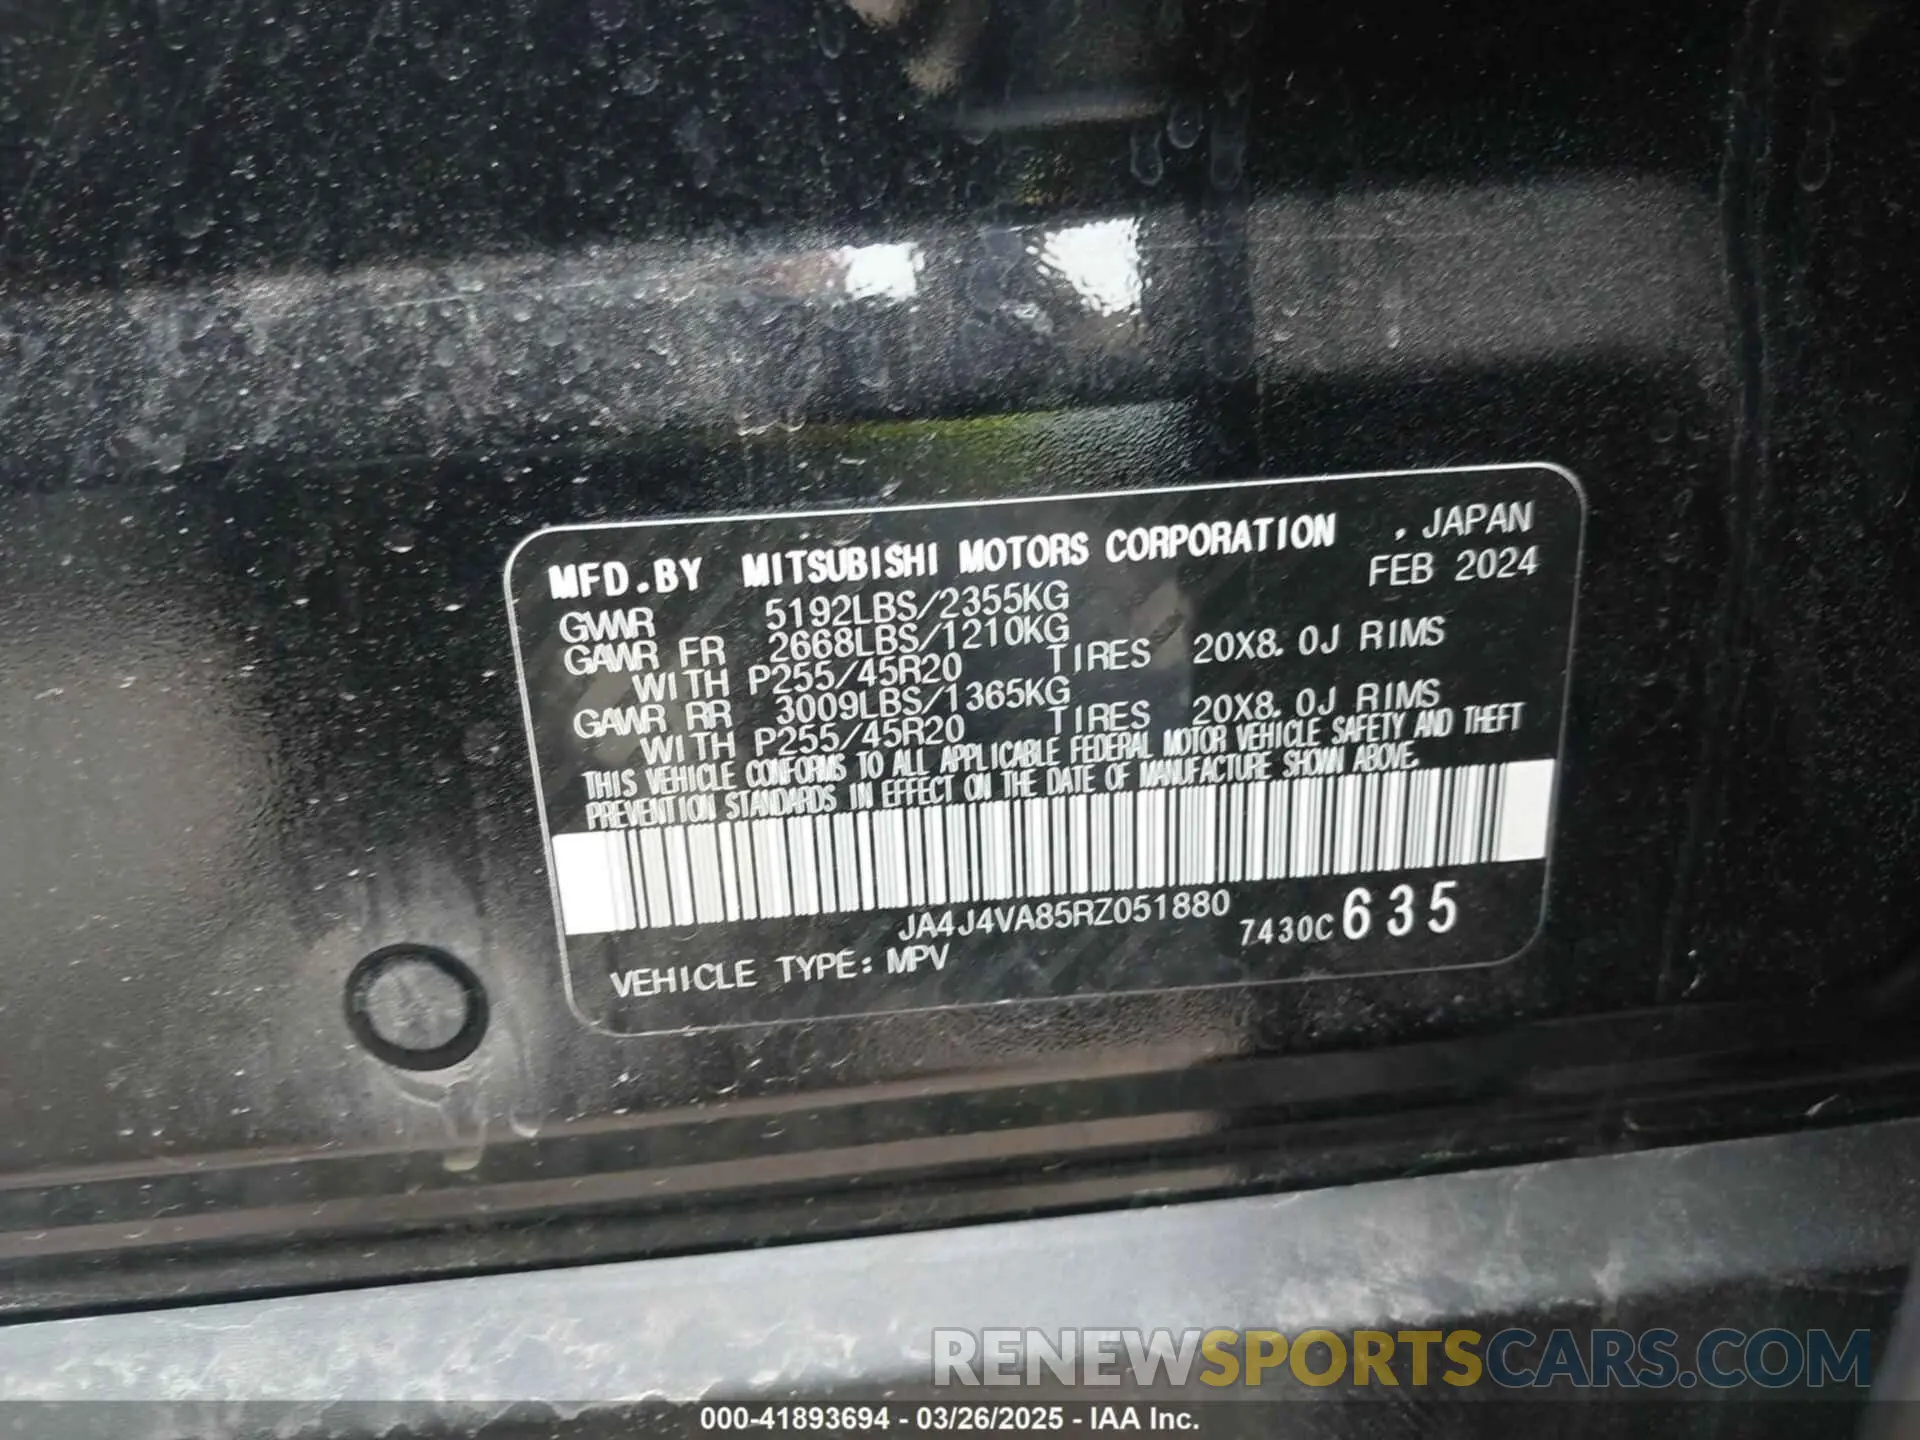 MFD.BY MITSUBISHI MOTORS CORPORATION , JAPAN
FEB 2024
GVWR 5192LBS/2355KG
GAWR FR 2668LBS/1210KG
WITH P255/45R20 TIRES 20X8.0J RIMS
GAWR RR 3009LBS/1365KG
WITH P255/45R20 TIRES 20X8.0J RIMS
THIS VEHICLE CONFORMS TO ALL APPLICABLE FEDERAL MOTOR VEHICLE SAFETY AND THEFT
PREVENTION STANDARDS IN EFFECT ON THE DATE OF MANUFACTURE SHOWN ABOVE.
JA4J4VA85RZ051880
7430C635
VEHICLE TYPE: MPV
RENEWSPORTSCARS.COM
000-41893694 - 03/26/2025 - IAA Inc.